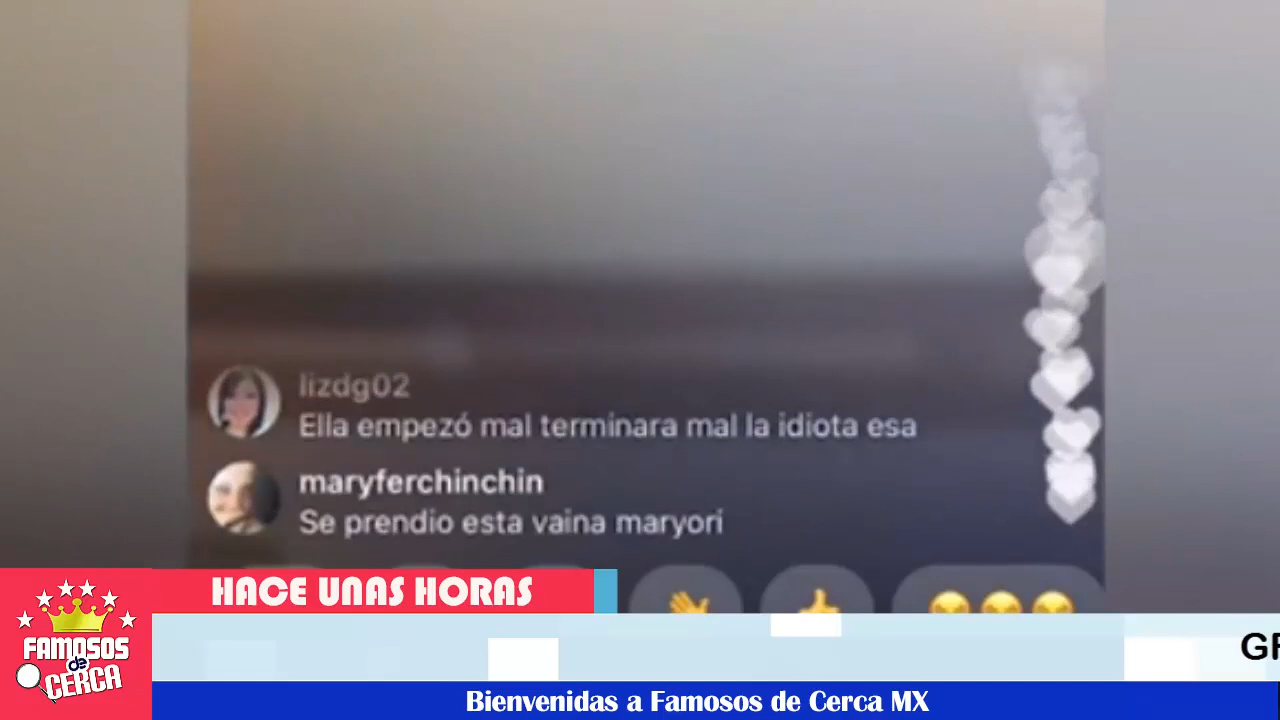 lizdg02
Ella empezó mal terminara mal la idiota esa
maryferchinchin
Se prendio esta vaina maryori
HACE UNAS HORAS
FAMOSOS
de
CERCA
Bienvenidas a Famosos de Cerca MX